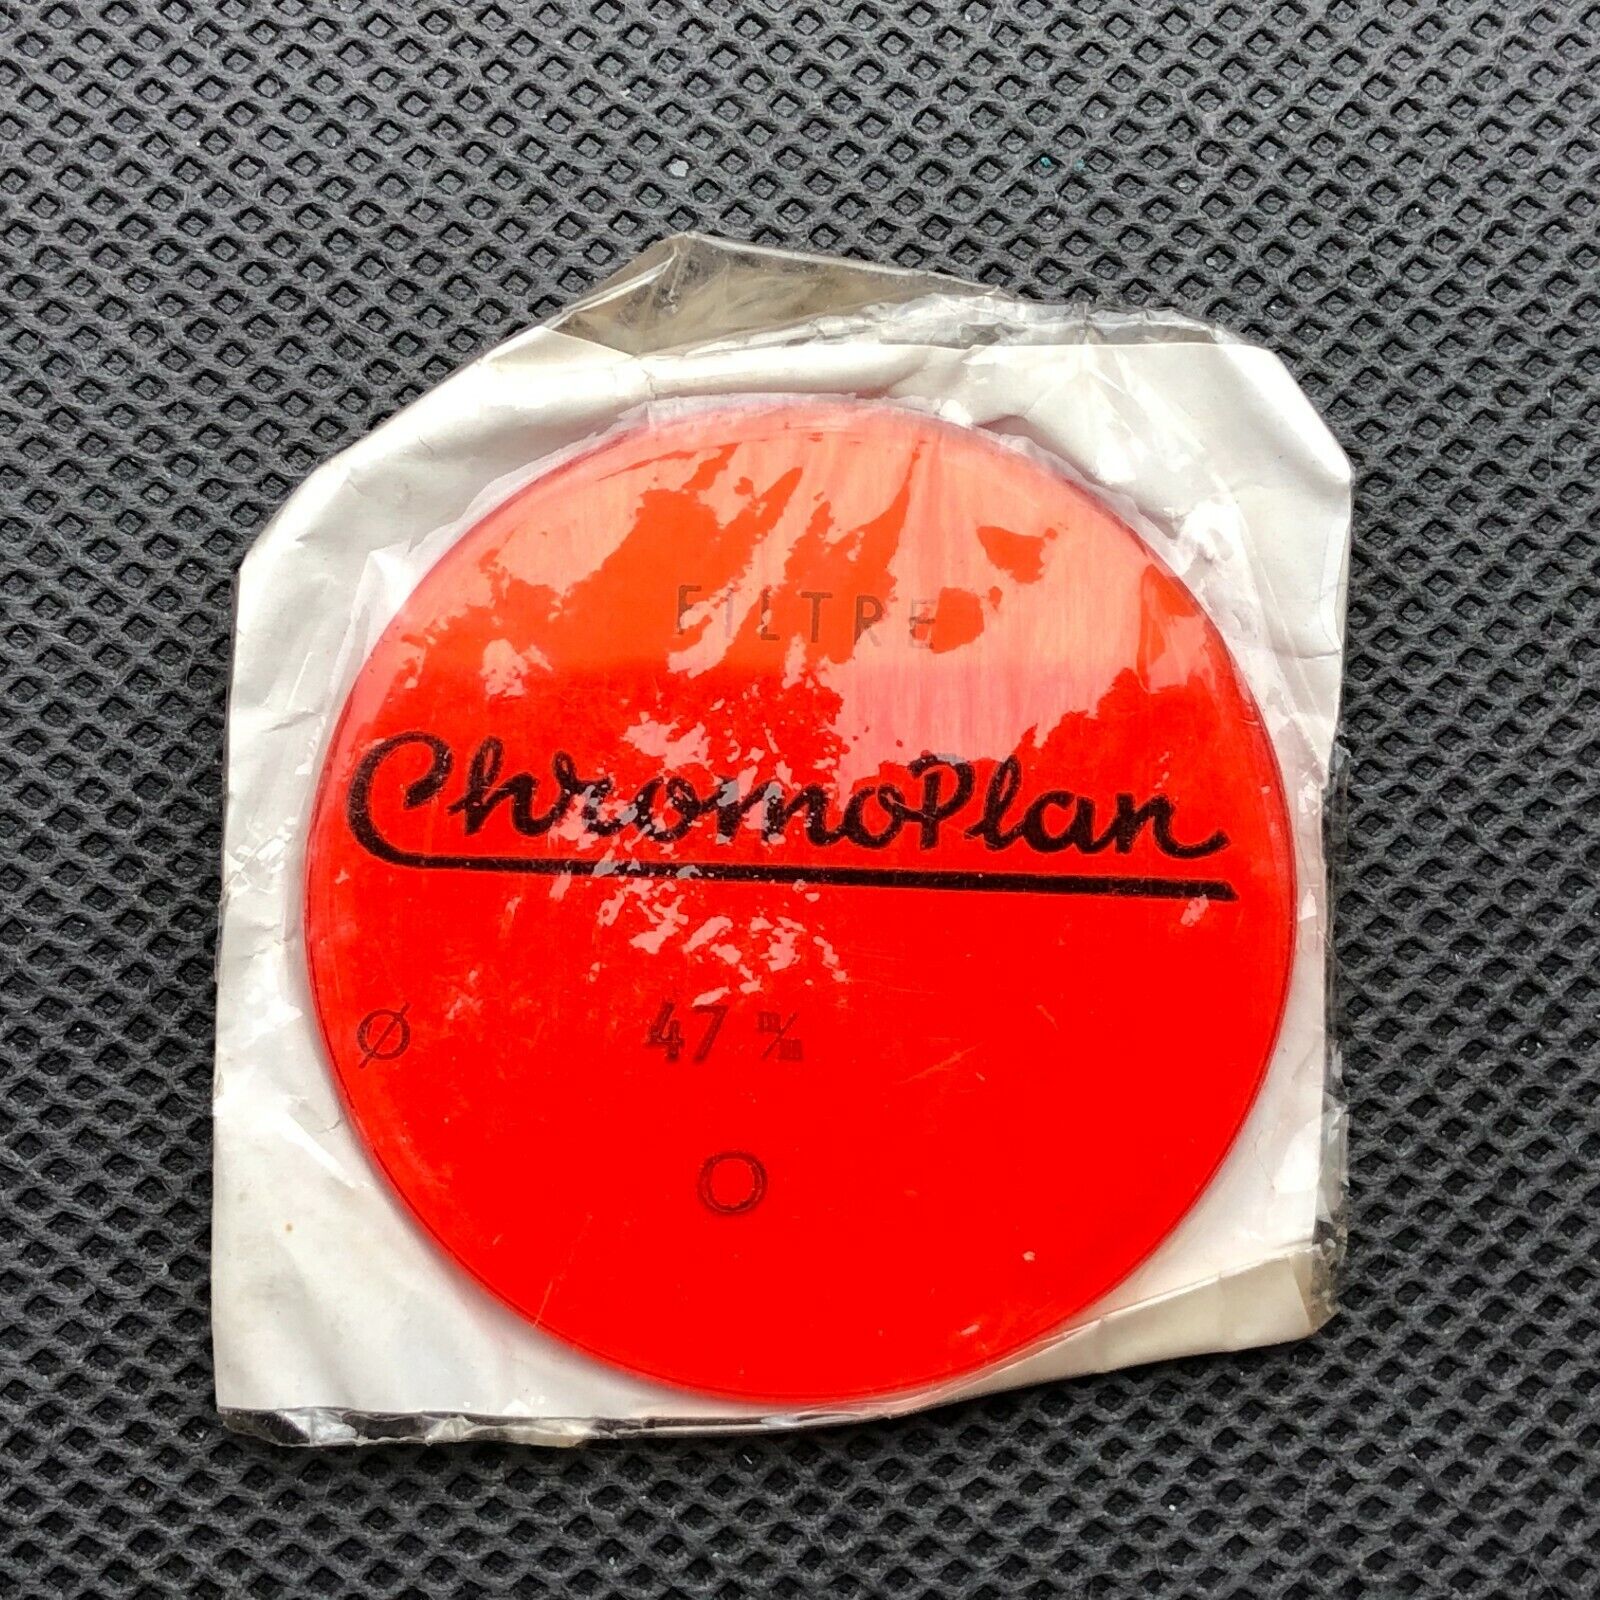 FILTRE
ChromoPlan
Ø 47 m/m
O